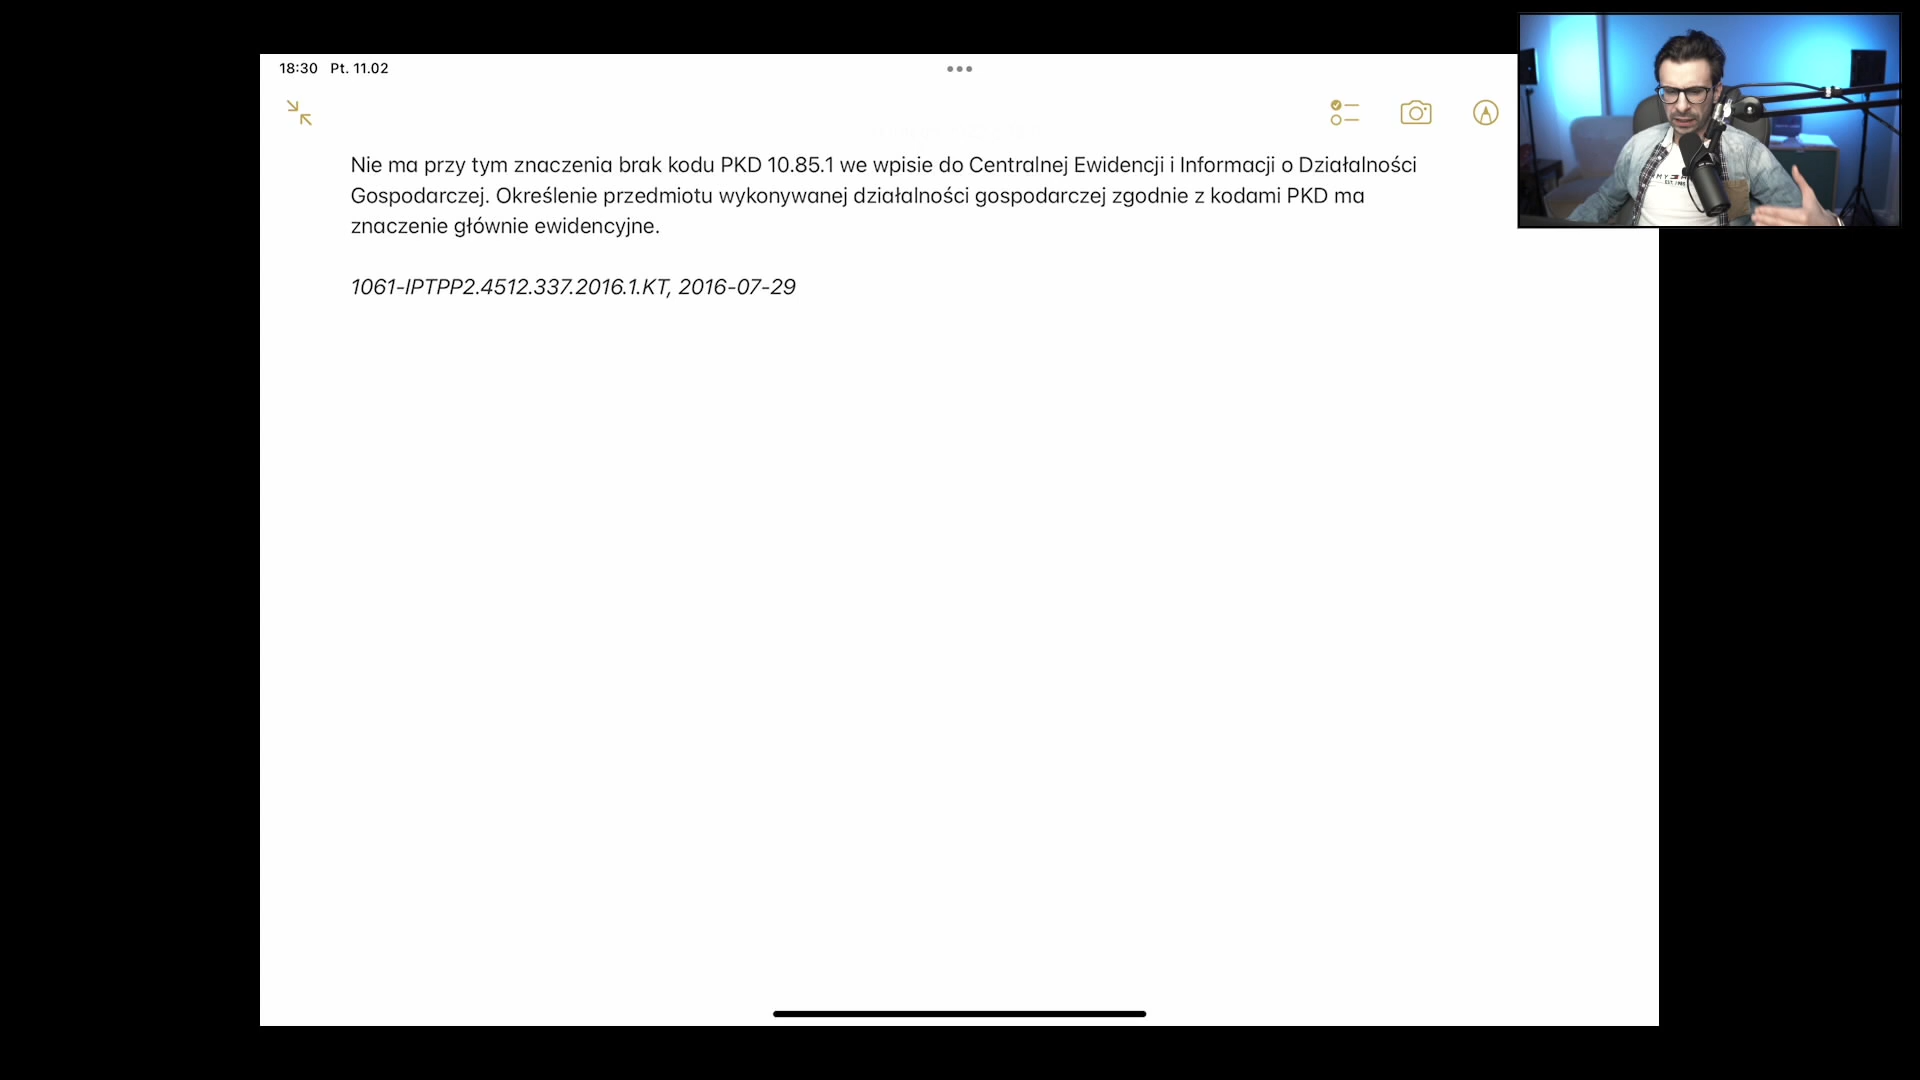 18:30 Pt. 11.02
Nie ma przy tym znaczenia brak kodu PKD 10.85.1 we wpisie do Centralnej Ewidencji i Informacji o Działalności
Gospodarczej. Określenie przedmiotu wykonywanej działalności gospodarczej zgodnie z kodami PKD ma
znaczenie głównie ewidencyjne.
1061-IPTPP2.4512.337.2016.1.KT, 2016-07-29